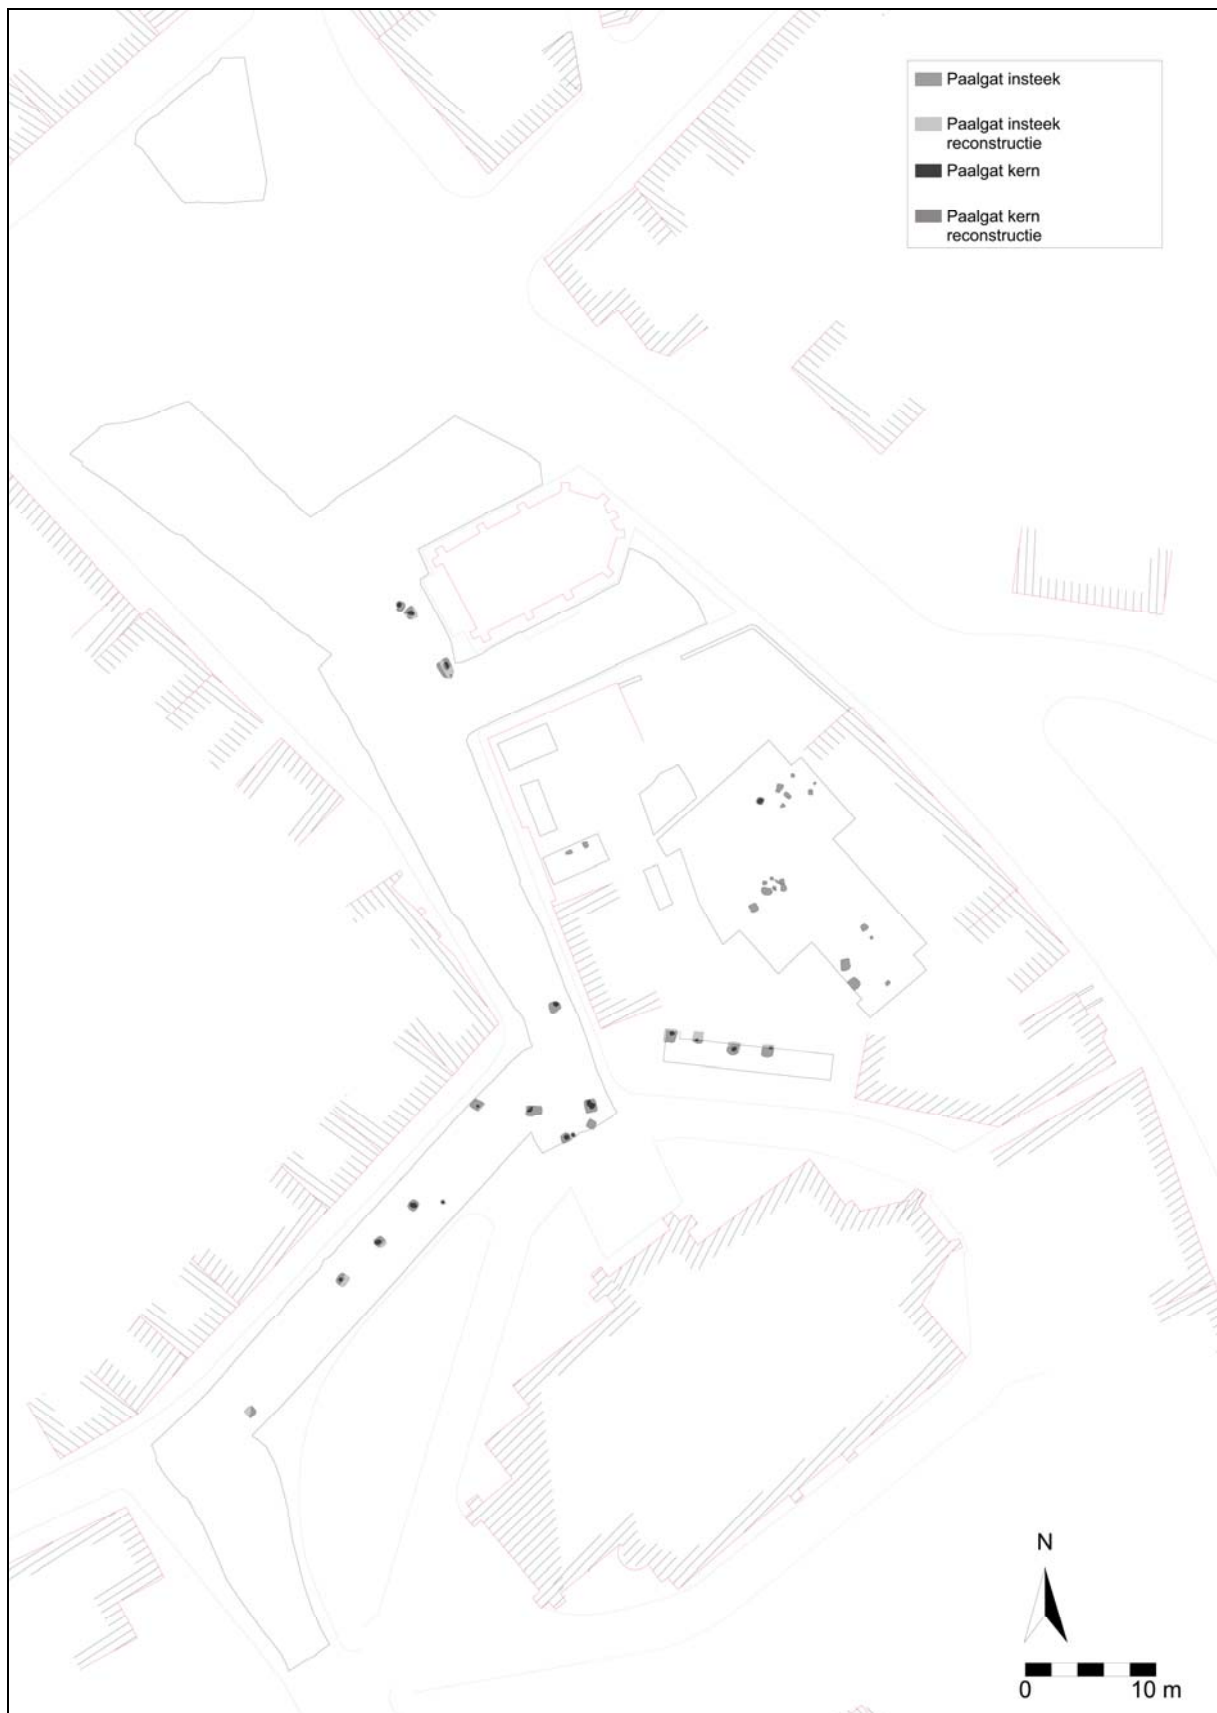 Paalgat insteek
Paalgat insteek
reconstructie
Paalgat kern
Paalgat kern
reconstructie
N
0 10 m